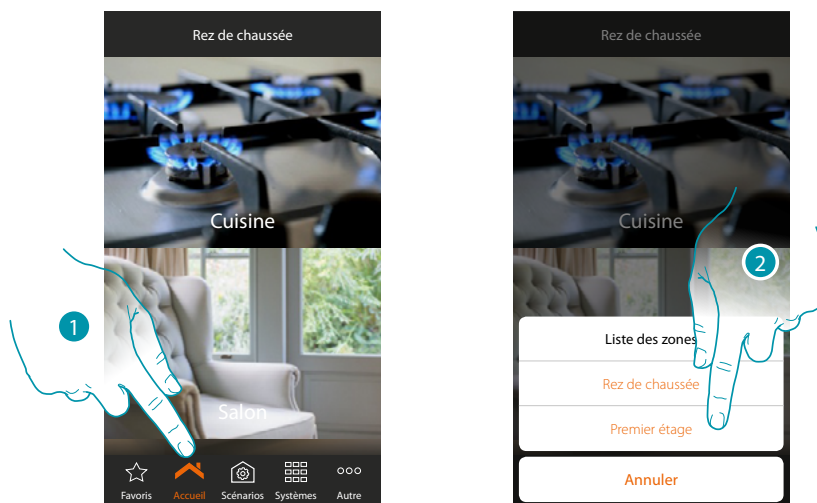 Rez de chaussée
Cuisine
1
Salon
Favoris Accueil Scénarios Systèmes Autre
Rez de chaussée
Cuisine
2
Liste des zones
Rez de chaussée
Premier étage
Annuler